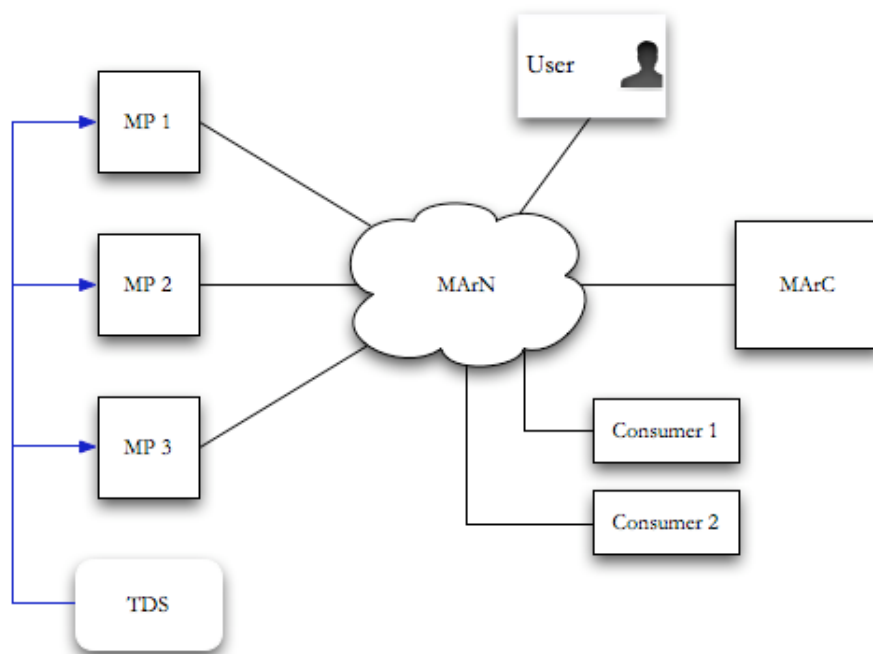 User
MP 1
MP 2
MArN
MArC
MP 3
Consumer 1
Consumer 2
TDS